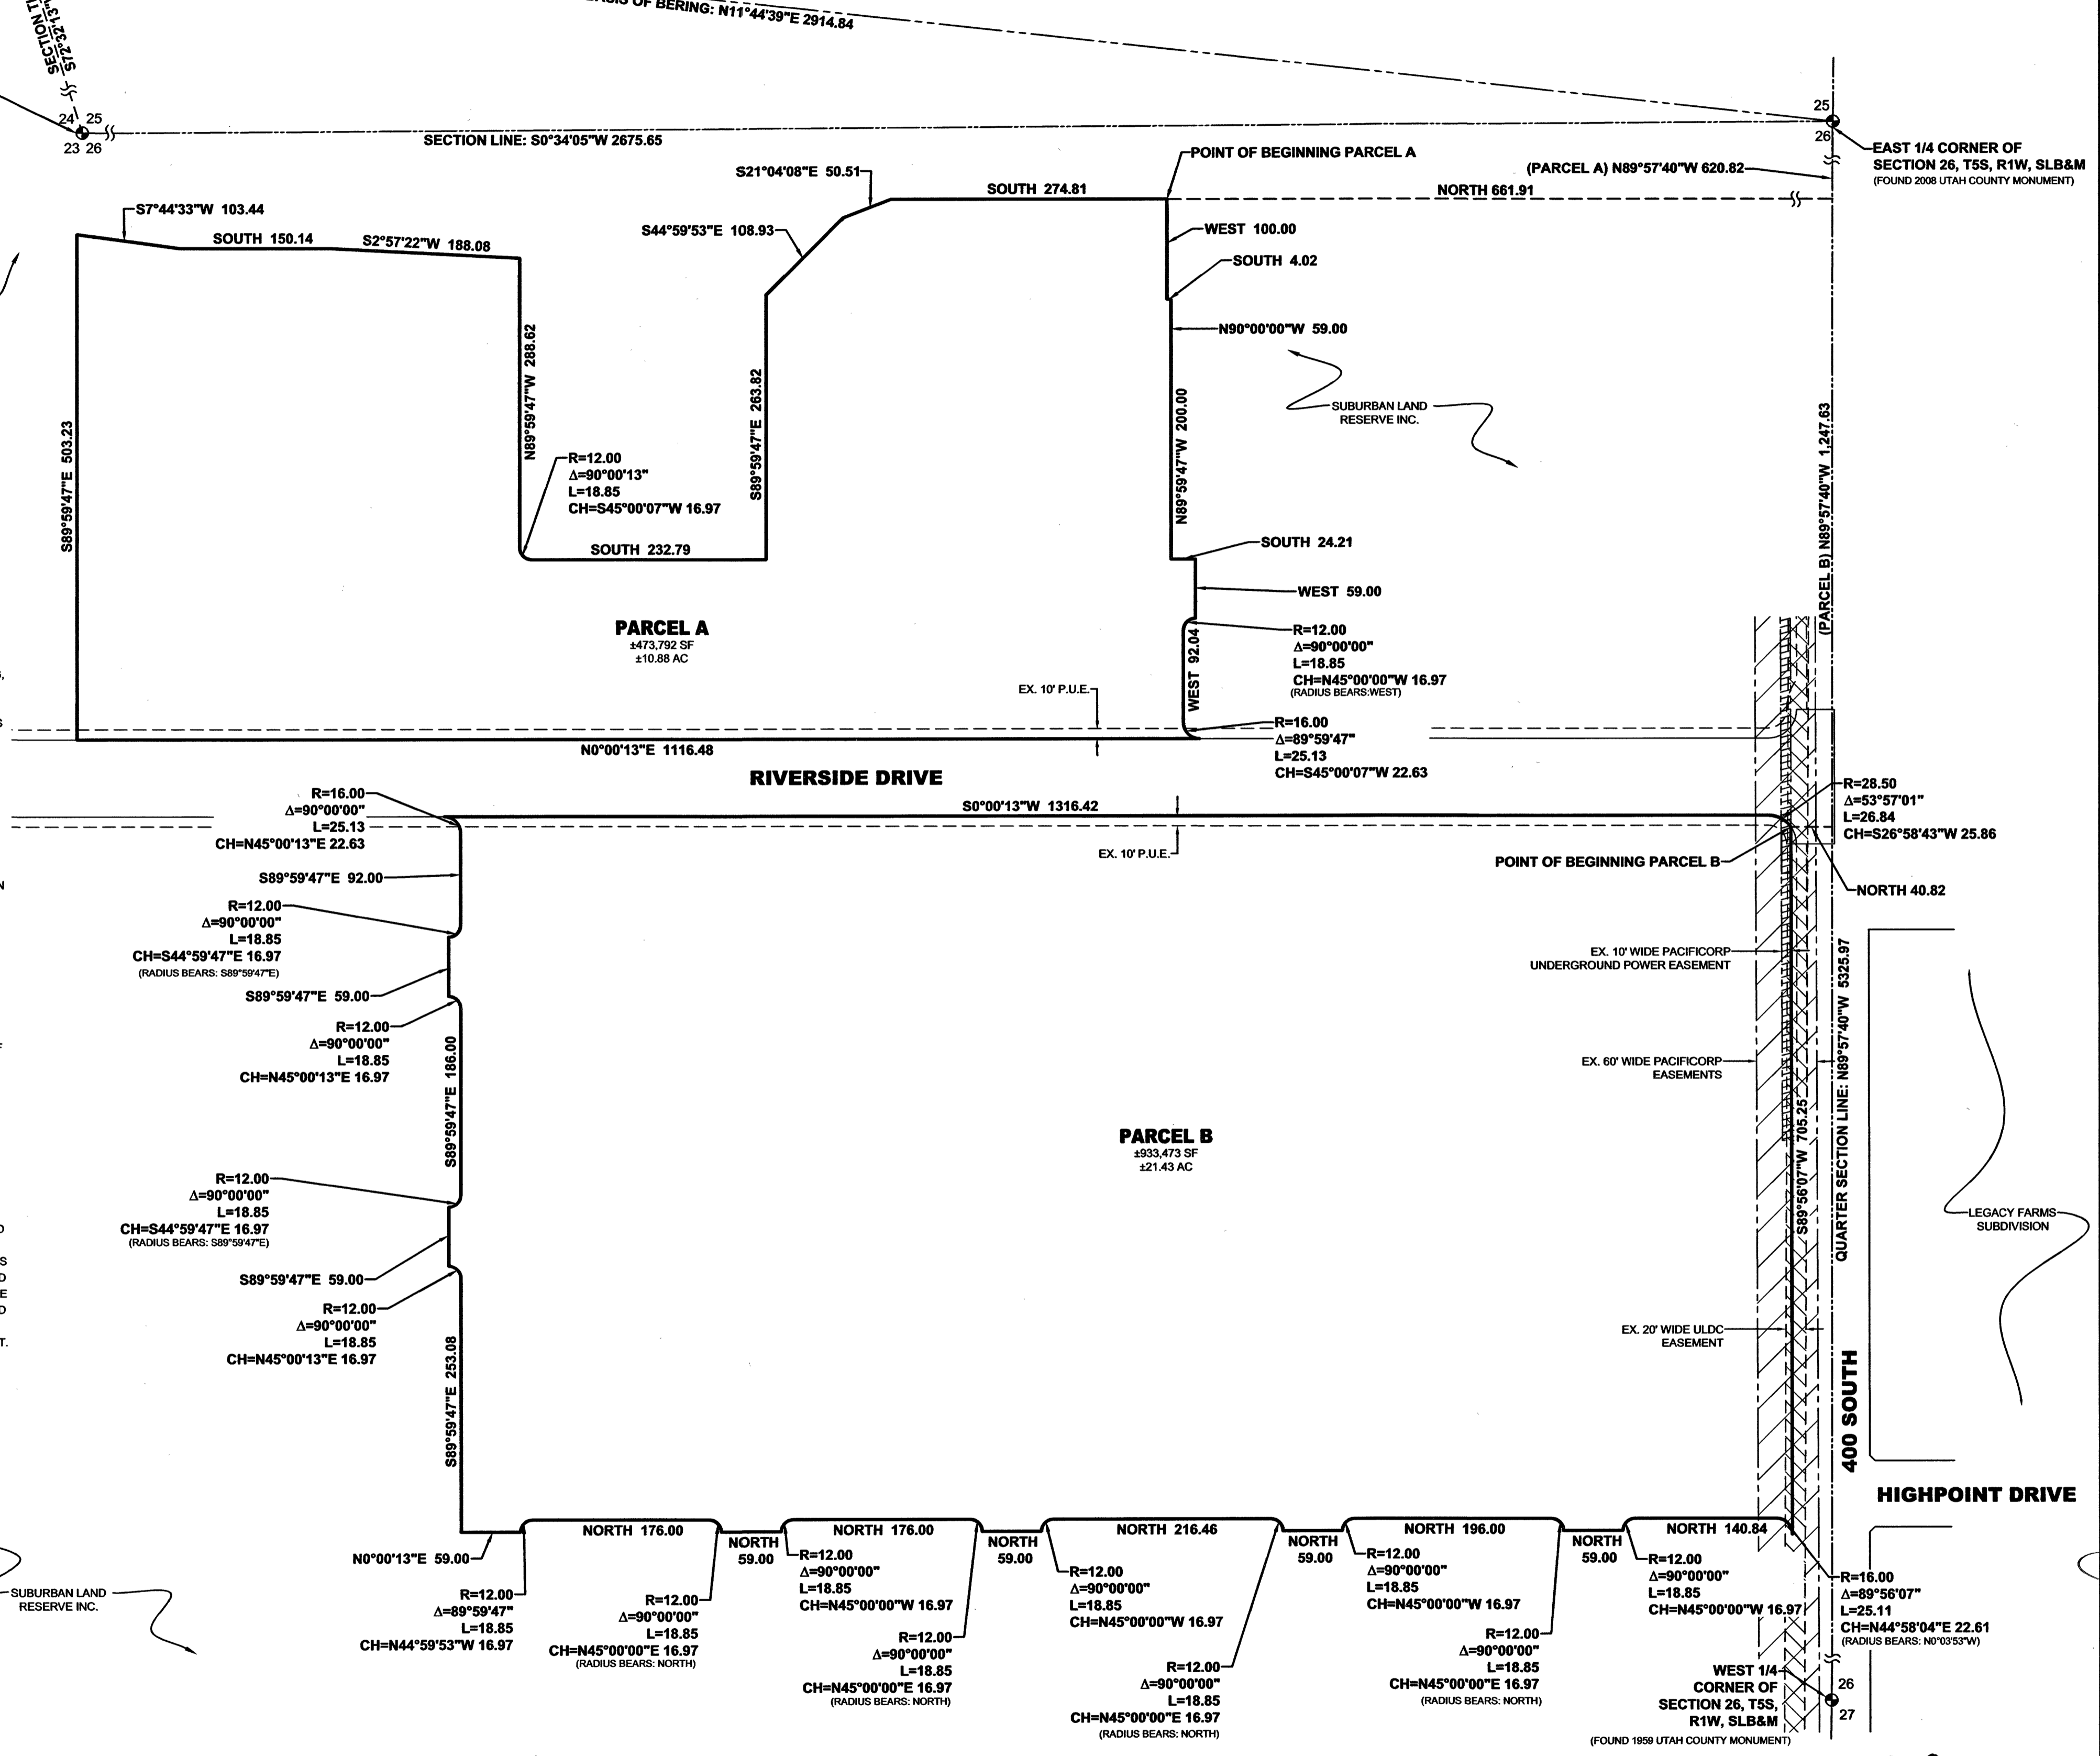 SECTION
S72°32'13"
BERING: N11°44'39"E 2914.84
24 25
23 26
SECTION LINE: S0°34'05"W 2675.65
25
26
EAST 1/4 CORNER OF
SECTION 26, T5S, R1W, SLB&M
(FOUND 2008 UTAH COUNTY MONUMENT)
POINT OF BEGINNING PARCEL A
(PARCEL A) N89°57'40"W 620.82
NORTH 661.91
S21°04'08"E 50.51
SOUTH 274.81
S7°44'33"W 103.44
SOUTH 150.14
S2°57'22"W 188.08
S44°59'53"E 108.93
WEST 100.00
SOUTH 4.02
N90°00'00"W 59.00
N89°59'47"W 288.62
S89°59'47"E 263.82
N89°59'47"W 200.00
S89°59'47"E 503.23
SUBURBAN LAND
RESERVE INC.
(PARCEL B) N89°57'40"W 1,247.63
R=12.00
Δ=90°00'13"
L=18.85
CH=S45°00'07"W 16.97
SOUTH 232.79
SOUTH 24.21
WEST 59.00
PARCEL A
±473,792 SF
±10.88 AC
R=12.00
Δ=90°00'00"
L=18.85
CH=N45°00'00"W 16.97
(RADIUS BEARS:WEST)
WEST 92.04
EX. 10' P.U.E.
R=16.00
Δ=89°59'47"
L=25.13
CH=S45°00'07"W 22.63
N0°00'13"E 1116.48
RIVERSIDE DRIVE
S0°00'13"W 1316.42
R=16.00
Δ=90°00'00"
L=25.13
CH=N45°00'13"E 22.63
EX. 10' P.U.E.
R=28.50
Δ=53°57'01"
L=26.84
CH=S26°58'43"W 25.86
POINT OF BEGINNING PARCEL B
NORTH 40.82
S89°59'47"E 92.00
R=12.00
Δ=90°00'00"
L=18.85
CH=S44°59'47"E 16.97
(RADIUS BEARS: S89°59'47"E)
S89°59'47"E 59.00
R=12.00
Δ=90°00'00"
L=18.85
CH=N45°00'13"E 16.97
S89°59'47"E 186.00
EX. 10' WIDE PACIFICORP
UNDERGROUND POWER EASEMENT
EX. 60' WIDE PACIFICORP
EASEMENTS
QUARTER SECTION LINE: N89°57'40"W 5325.97
S89°56'07"W 705.25
PARCEL B
±933,473 SF
±21.43 AC
R=12.00
Δ=90°00'00"
L=18.85
CH=S44°59'47"E 16.97
(RADIUS BEARS: S89°59'47"E)
S89°59'47"E 59.00
R=12.00
Δ=90°00'00"
L=18.85
CH=N45°00'13"E 16.97
S89°59'47"E 253.08
LEGACY FARMS
SUBDIVISION
EX. 20' WIDE ULDC
EASEMENT
400 SOUTH
HIGHPOINT DRIVE
N0°00'13"E 59.00
NORTH 176.00
NORTH
59.00
NORTH 176.00
NORTH
59.00
NORTH 216.46
NORTH
59.00
NORTH 196.00
NORTH
59.00
NORTH 140.84
SUBURBAN LAND
RESERVE INC.
R=12.00
Δ=89°59'47"
L=18.85
CH=N44°59'53"W 16.97
R=12.00
Δ=90°00'00"
L=18.85
CH=N45°00'00"E 16.97
(RADIUS BEARS: NORTH)
R=12.00
Δ=90°00'00"
L=18.85
CH=N45°00'00"W 16.97
R=12.00
Δ=90°00'00"
L=18.85
CH=N45°00'00"E 16.97
(RADIUS BEARS: NORTH)
R=12.00
Δ=90°00'00"
L=18.85
CH=N45°00'00"W 16.97
R=12.00
Δ=90°00'00"
L=18.85
CH=N45°00'00"E 16.97
(RADIUS BEARS: NORTH)
R=12.00
Δ=90°00'00"
L=18.85
CH=N45°00'00"W 16.97
R=12.00
Δ=90°00'00"
L=18.85
CH=N45°00'00"E 16.97
(RADIUS BEARS: NORTH)
R=12.00
Δ=90°00'00"
L=18.85
CH=N45°00'00"W 16.97
R=16.00
Δ=89°56'07"
L=25.11
CH=N44°58'04"E 22.61
(RADIUS BEARS: N0°03'53"W)
WEST 1/4
CORNER OF
SECTION 26, T5S,
R1W, SLB&M
(FOUND 1959 UTAH COUNTY MONUMENT)
26
27